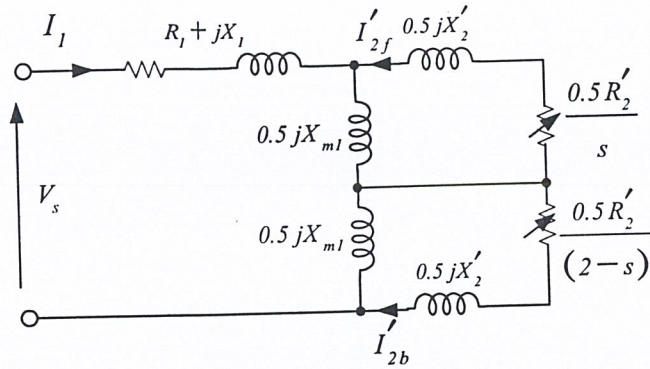 I₁
R₁ + jX₁
I′₂f
0.5 jX′₂
0.5 jXₘ₁
0.5 R′₂
s
Vₛ
0.5 jXₘ₁
0.5 R′₂
(2 − s)
0.5 jX′₂
I′₂b